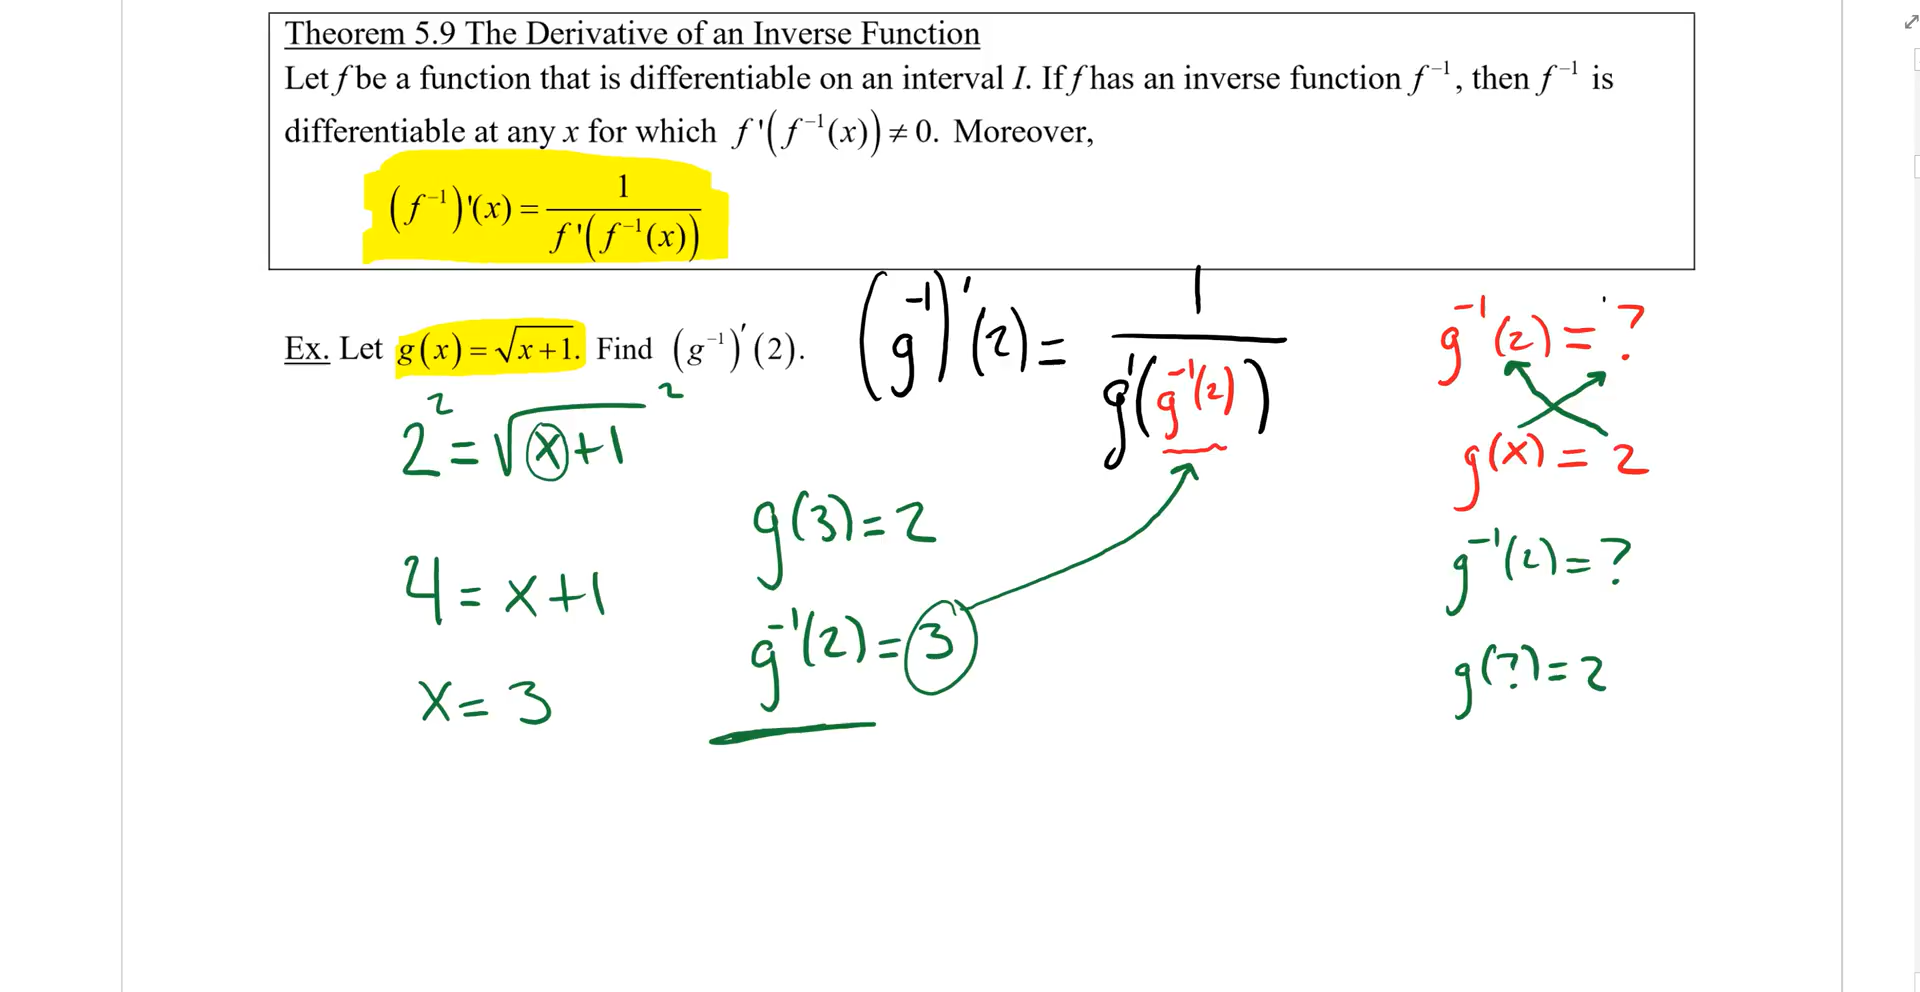 Theorem 5.9 The Derivative of an Inverse Function
Let f be a function that is differentiable on an interval I. If f has an inverse function f⁻¹, then f⁻¹ is
differentiable at any x for which f'(f⁻¹(x)) ≠ 0. Moreover,
(f⁻¹)'(x) = 1 / f'(f⁻¹(x))
Ex. Let g(x) = √(x+1). Find (g⁻¹)′(2).
(g⁻¹)'(2) = 1 / g'(g⁻¹(2))
2² = √(x+1)²
4 = x+1
x = 3
g(3) = 2
g⁻¹(2) = 3
g⁻¹(2) = ?
g(x) = 2
g⁻¹(2) = ?
g(?) = 2